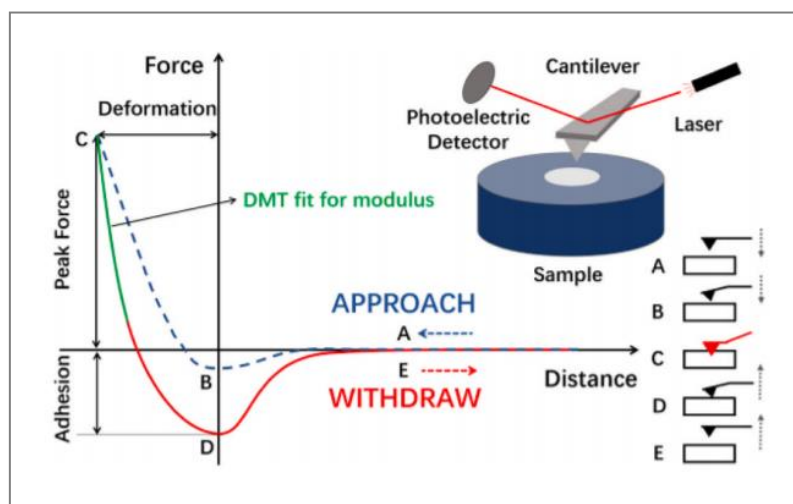 Force
Deformation
C
Peak Force
DMT fit for modulus
Adhesion
B
D
APPROACH
A
E
WITHDRAW
Distance
Cantilever
Photoelectric
Detector
Laser
Sample
A
B
C
D
E